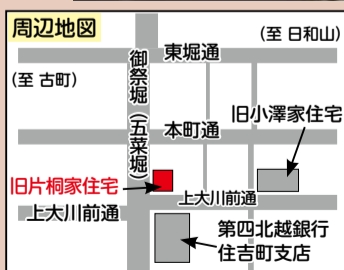 周辺地図
(至 日和山)
東堀通
(至 古町)
御祭堀(五菜堀)
旧小澤家住宅
本町通
旧片桐家住宅
上大川前通
上大川前通
第四北越銀行
住吉町支店